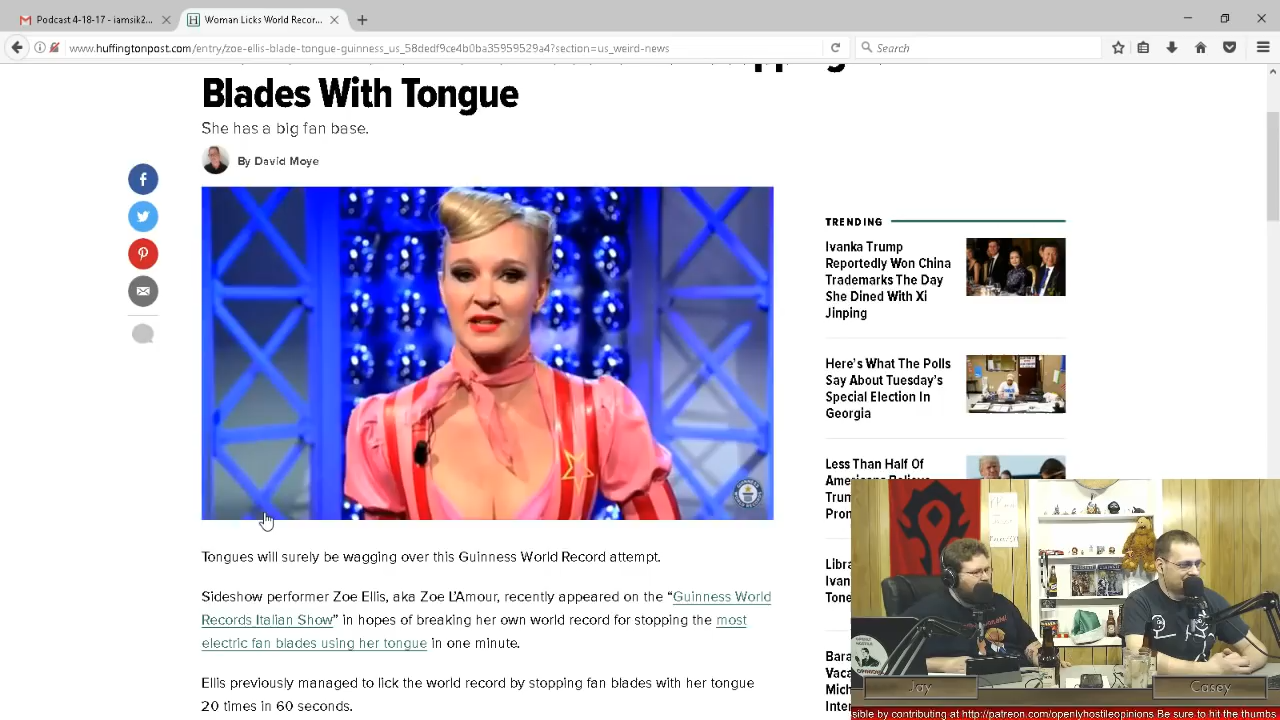 Podcast 4-18-17 - iamsik2...
Woman Licks World Recor...
www.huffingtonpost.com/entry/zoe-ellis-blade-tongue-guinness_us_58dedf9ce4b0ba35959529a4?section=us_weird-news
Search
Blades With Tongue
She has a big fan base.
By David Moye
TRENDING
Ivanka Trump
Reportedly Won China
Trademarks The Day
She Dined With Xi
Jinping
Here's What The Polls
Say About Tuesday's
Special Election In
Georgia
Less Than Half Of
Tongues will surely be wagging over this Guinness World Record attempt.
Sideshow performer Zoe Ellis, aka Zoe L'Amour, recently appeared on the "Guinness World
Records Italian Show" in hopes of breaking her own world record for stopping the most
electric fan blades using her tongue in one minute.
Ellis previously managed to lick the world record by stopping fan blades with her tongue
20 times in 60 seconds.
Jay
Casey
sible by contributing at http://patreon.com/openlyhostileopinions Be sure to hit the thumbs